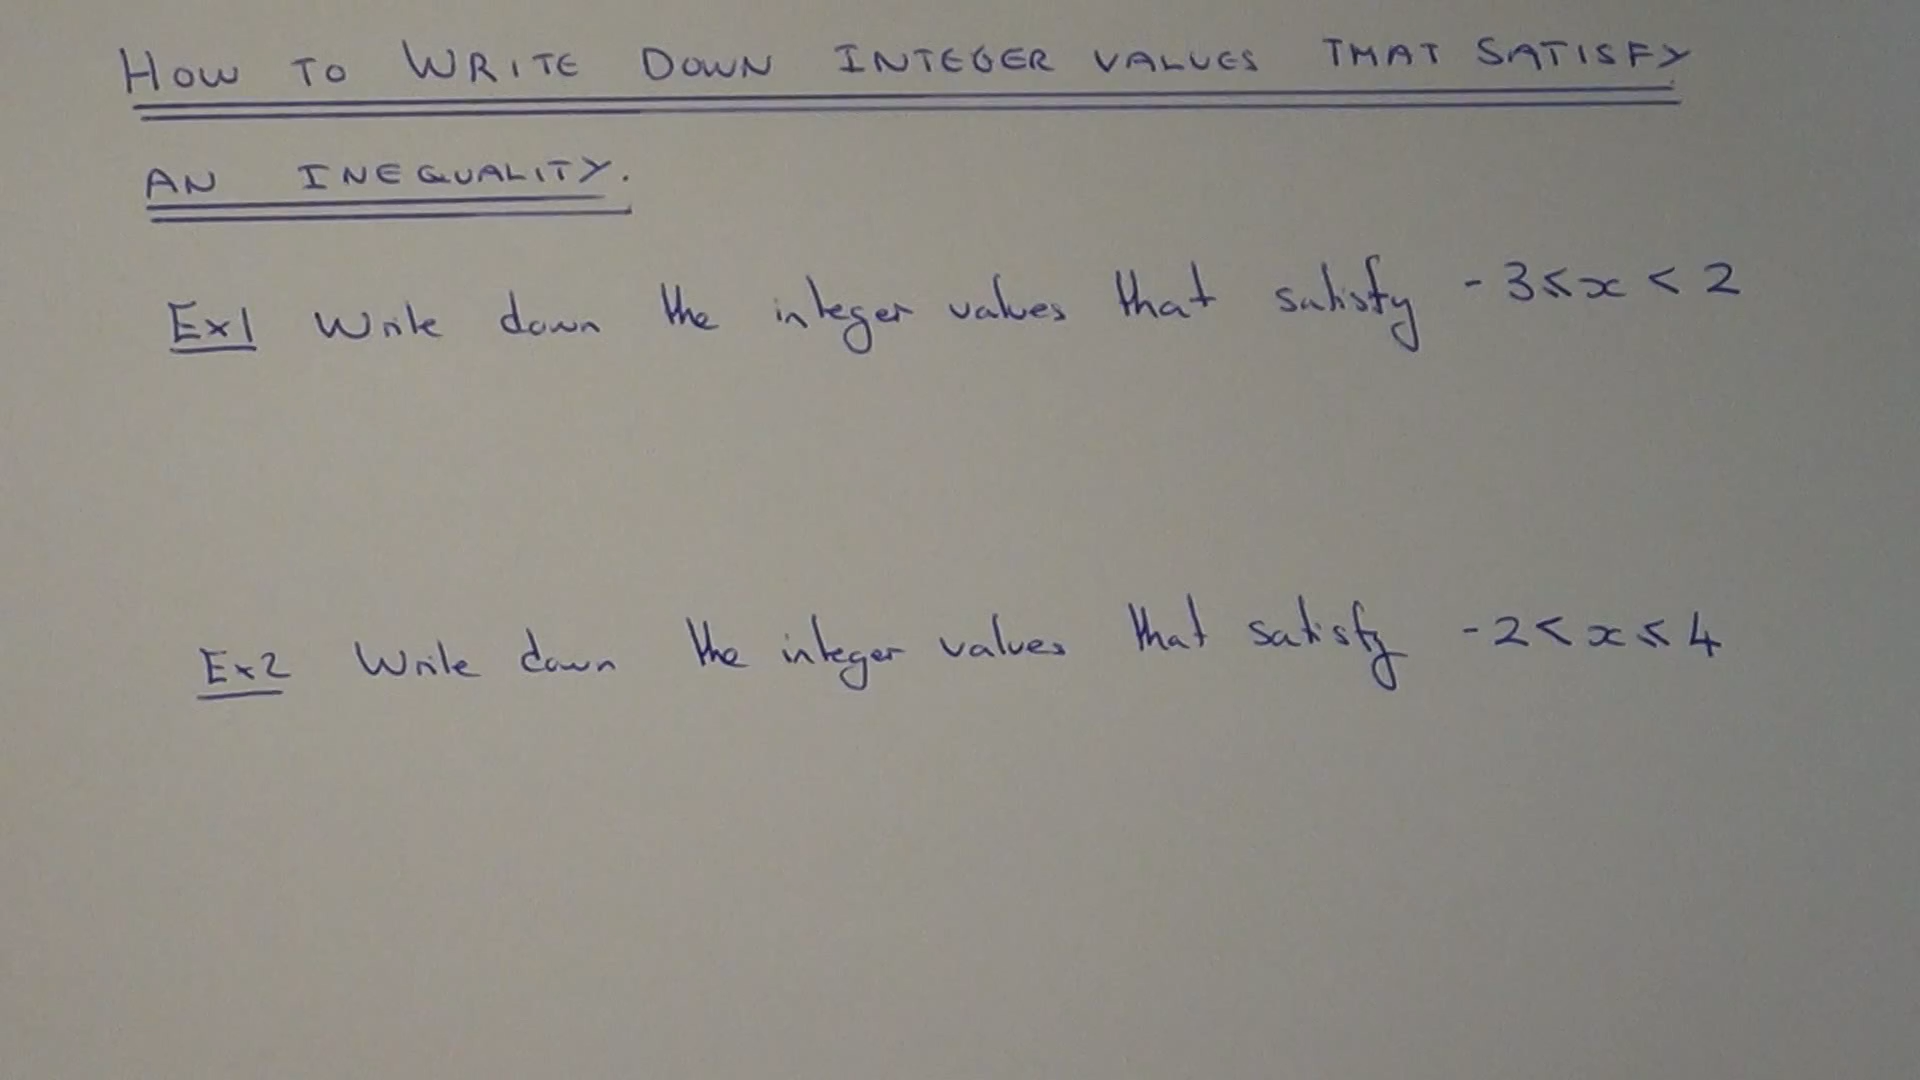 HOW TO WRITE DOWN INTEGER VALUES THAT SATISFY
AN INEQUALITY.
Ex1 Write down the integer values that satisfy -3 ≤ x < 2
Ex2 Write down the integer values that satisfy -2 < x ≤ 4